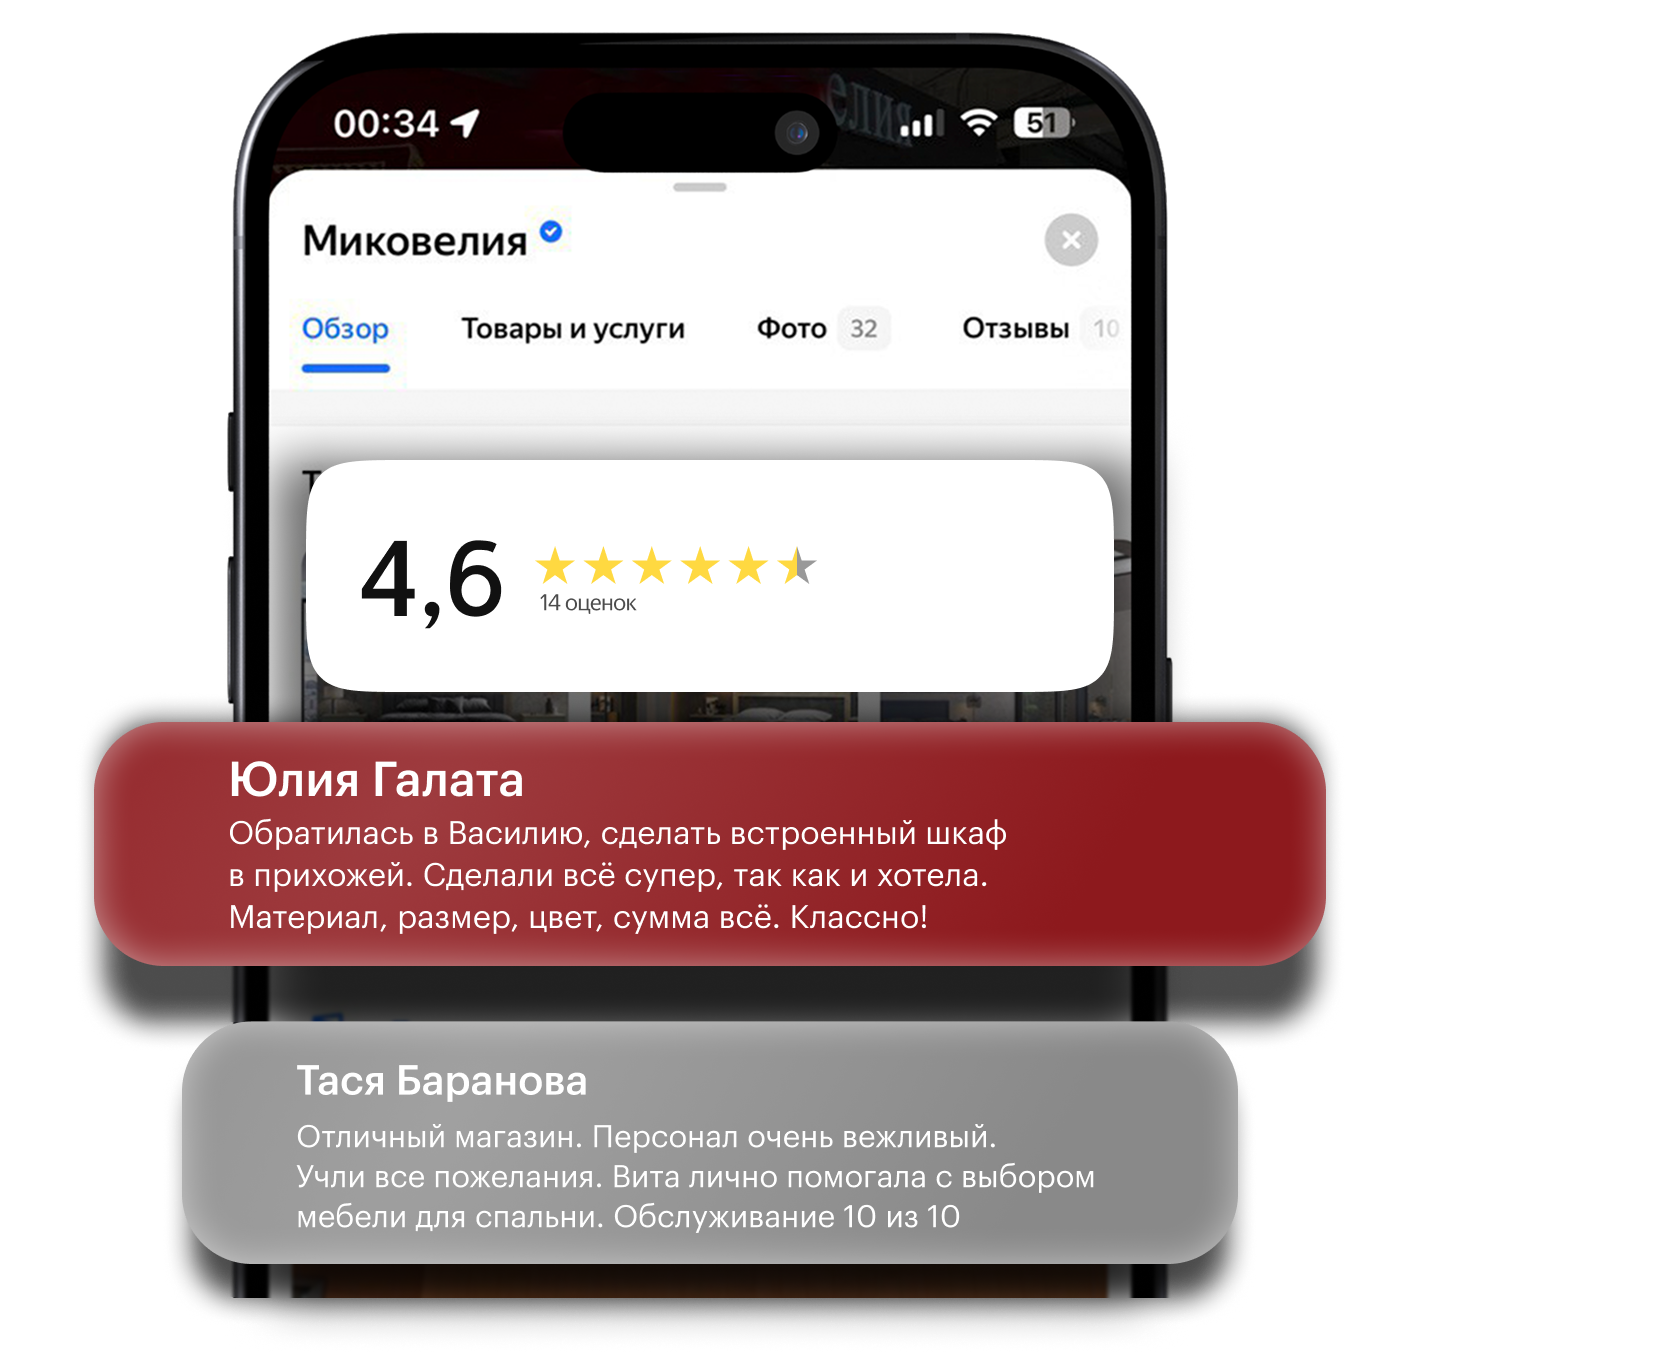 00:34
51
Миковелия
Обзор Товары и услуги Фото 32 Отзывы 10
4,6
14 оценок
Юлия Галата
Обратилась в Василию, сделать встроенный шкаф
в прихожей. Сделали всё супер, так как и хотела.
Материал, размер, цвет, сумма всё. Классно!
Тася Баранова
Отличный магазин. Персонал очень вежливый.
Учли все пожелания. Вита лично помогала с выбором
мебели для спальни. Обслуживание 10 из 10